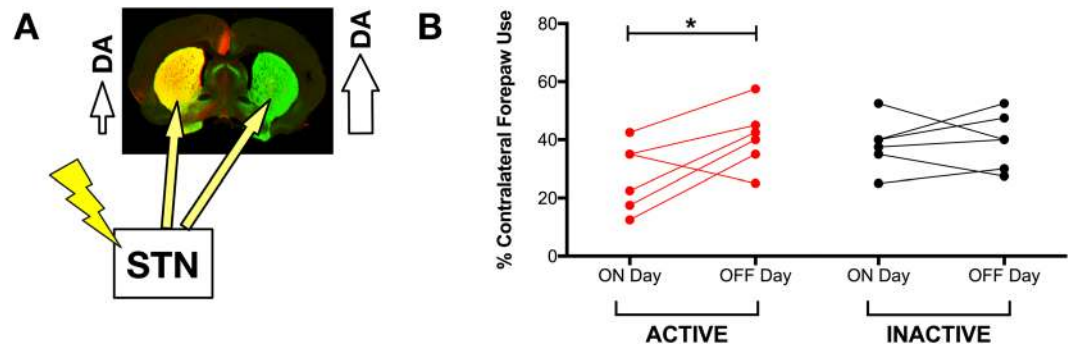 A
DA
DA
STN
B
% Contralateral Forepaw Use
80
60
40
20
0
*
ON Day
OFF Day
ON Day
OFF Day
ACTIVE
INACTIVE